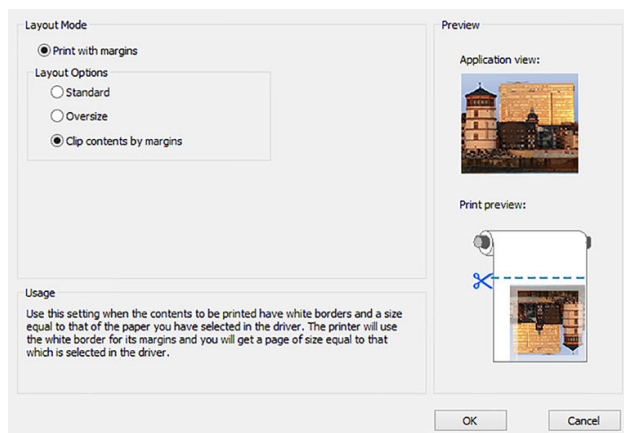 Layout Mode
Print with margins
Layout Options
Standard
Oversize
Clip contents by margins
Usage
Use this setting when the contents to be printed have white borders and a size
equal to that of the paper you have selected in the driver. The printer will use
the white border for its margins and you will get a page of size equal to that
which is selected in the driver.
Preview
Application view:
Print preview:
OK
Cancel